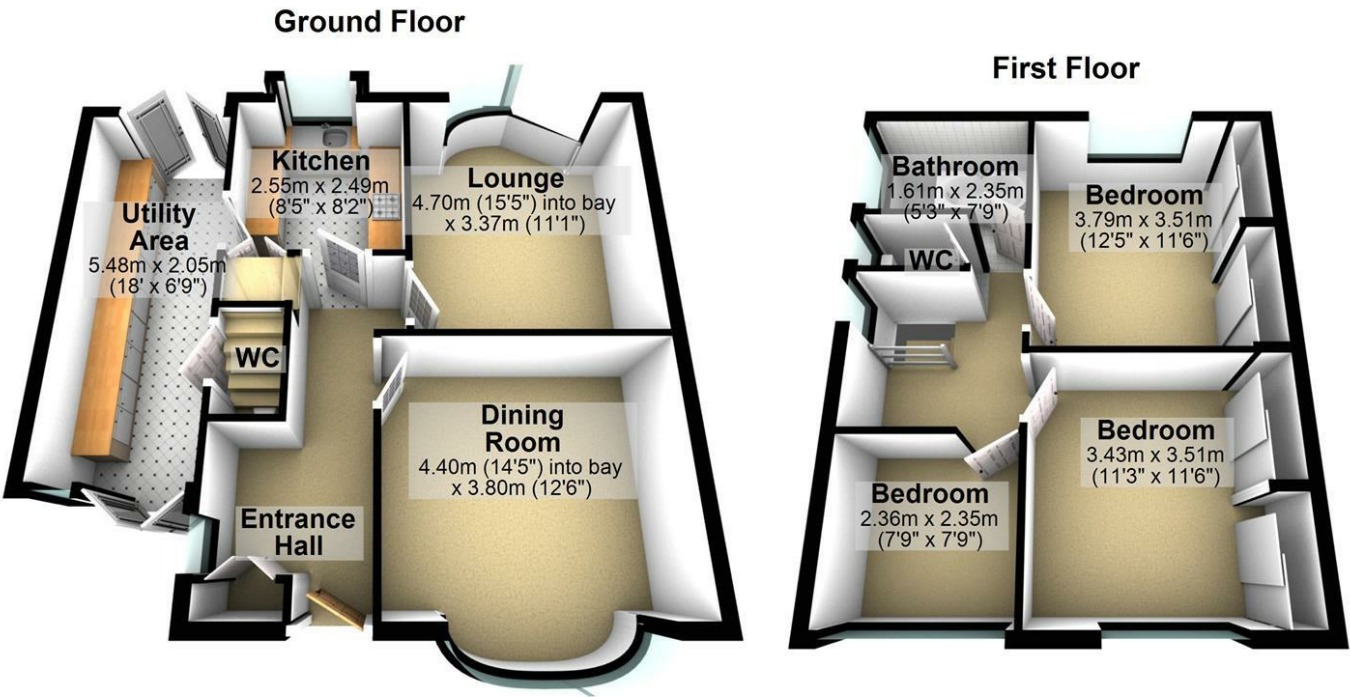 Ground Floor
Kitchen
2.55m x 2.49m
(8'5" x 8'2")
Lounge
4.70m (15'5") into bay
x 3.37m (11'1")
Utility
Area
5.48m x 2.05m
(18' x 6'9")
WC
Dining
Room
4.40m (14'5") into bay
x 3.80m (12'6")
Entrance
Hall
First Floor
Bathroom
1.61m x 2.35m
(5'3" x 7'9")
Bedroom
3.79m x 3.51m
(12'5" x 11'6")
WC
Bedroom
3.43m x 3.51m
(11'3" x 11'6")
Bedroom
2.36m x 2.35m
(7'9" x 7'9")